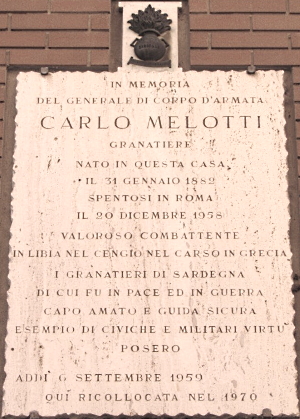 IN MEMORIA
DEL GENERALE DI CORPO D'ARMATA
CARLO MELOTTI
GRANATIERE
NATO IN QUESTA CASA
IL 31 GENNAIO 1882
SPENTOSI IN ROMA
IL 20 DICEMBRE 1958
VALOROSO COMBATTENTE
IN LIBIA NEL CENGIO NEL CARSO IN GRECIA
I GRANATIERI DI SARDEGNA
DI CUI FU IN PACE ED IN GUERRA
CAPO AMATO E GUIDA SICURA
ESEMPIO DI CIVICHE E MILITARI VIRTÙ
POSERO
ADDI 6 SETTEMBRE 1959
QUI RICOLLOCATA NEL 1970